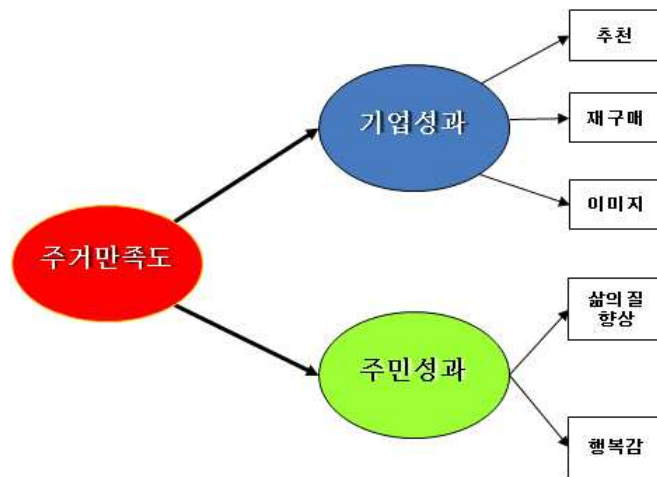 추천
기업성과
재구매
이미지
주거만족도
삶의 질
향상
주민성과
행복감